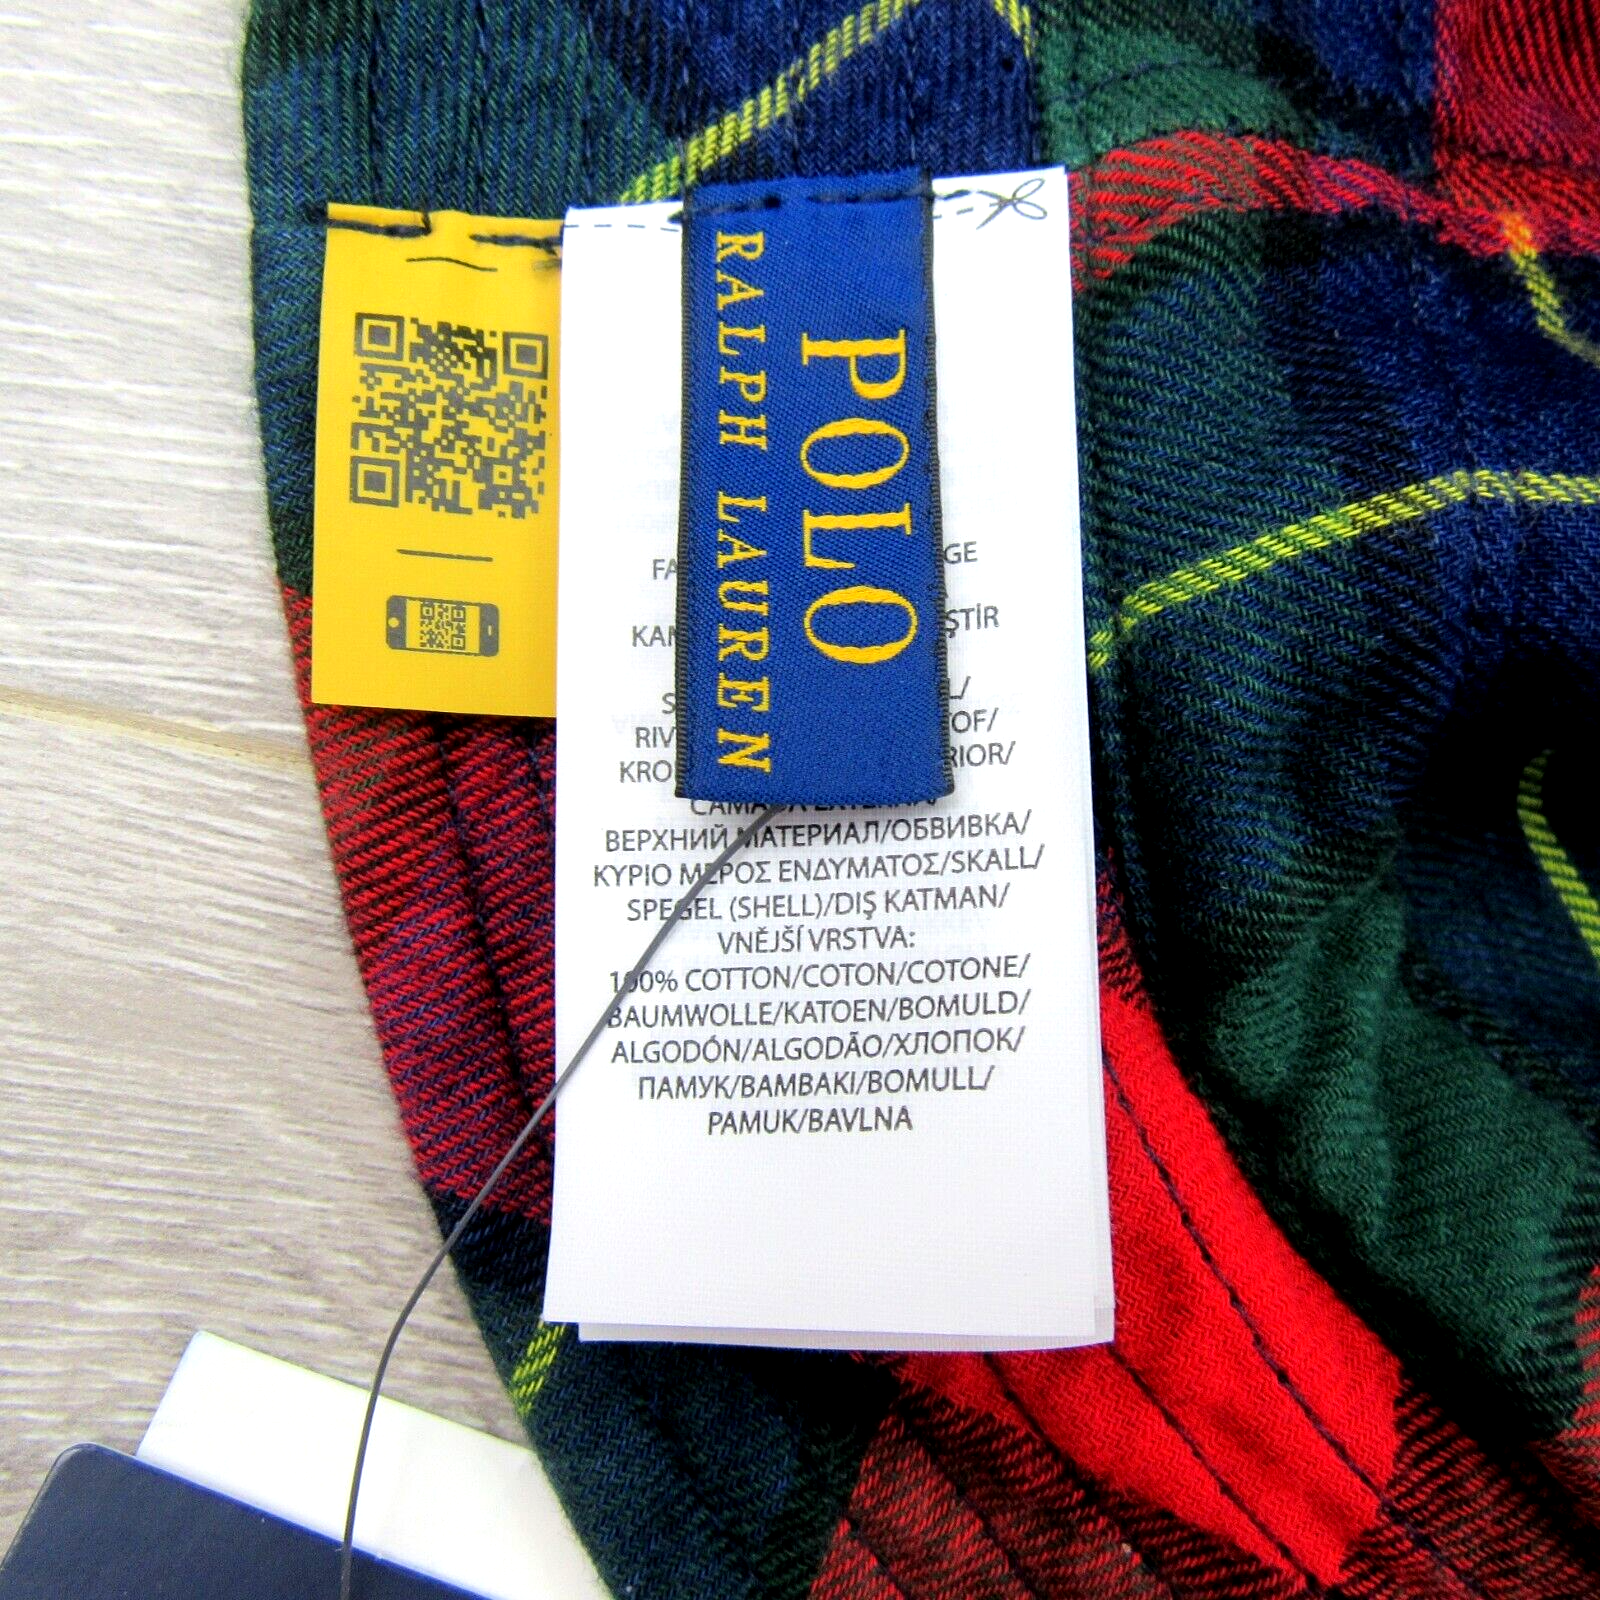 POLO
RALPH LAUREN
ВЕРХНИЙ МАТЕРИАЛ/ОБВИВКА/
ΚΥΡΙΟ ΜΕΡΟΣ ΕΝΔΥΜΑΤΟΣ/SKALL/
SPEGEL (SHELL)/DIŞ KATMAN/
VNĚJŠÍ VRSTVA:
100% COTTON/COTON/COTONE/
BAUMWOLLE/KATOEN/BOMULD/
ALGODÓN/ALGODÃO/ХЛОПОК/
ПАМУК/BAMBAKI/BOMULL/
PAMUK/BAVLNA